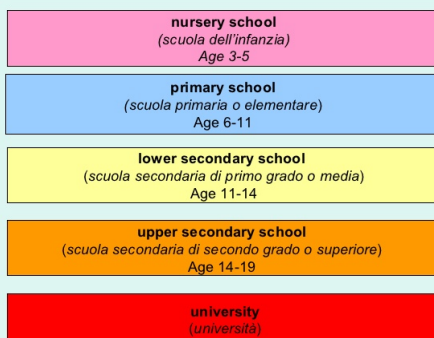 nursery school
(scuola dell'infanzia)
Age 3-5
primary school
(scuola primaria o elementare)
Age 6-11
lower secondary school
(scuola secondaria di primo grado o media)
Age 11-14
upper secondary school
(scuola secondaria di secondo grado o superiore)
Age 14-19
university
(università)